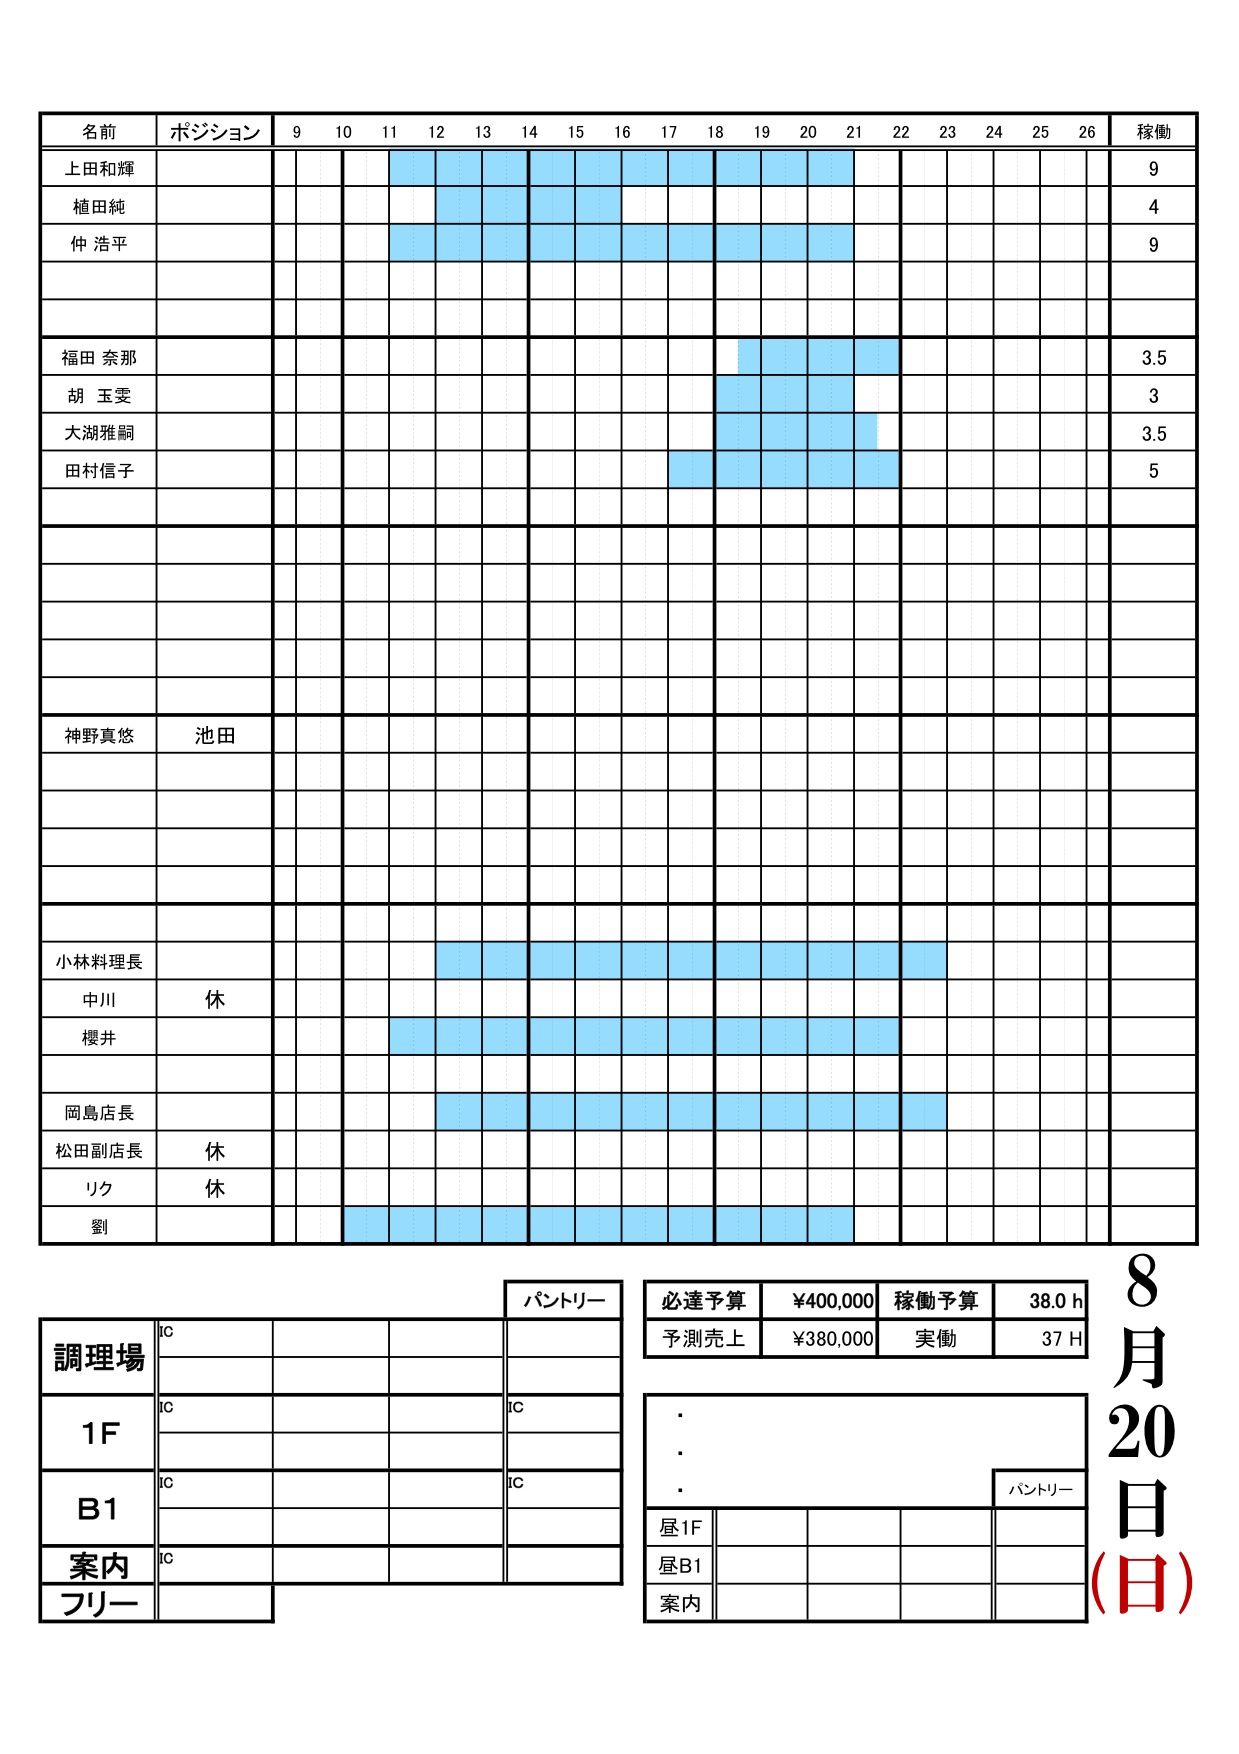 名前 ポジション 9 10 11 12 13 14 15 16 17 18 19 20 21 22 23 24 25 26 稼働
上田和輝 9
植田純 4
仲 浩平 9
福田 奈那 3.5
胡 玉雯 3
大湖雅嗣 3.5
田村信子 5
神野真悠 池田
小林料理長
中川 休
櫻井
岡島店長
松田副店長 休
リク 休
劉
パントリー
調理場 IC
1F IC IC
B1 IC IC
案内 IC
フリー
必達予算 ¥400,000 稼働予算 38.0 h
予測売上 ¥380,000 実働 37 H
・
・
・
パントリー
昼1F
昼B1
案内
8
月
20
日
(日)